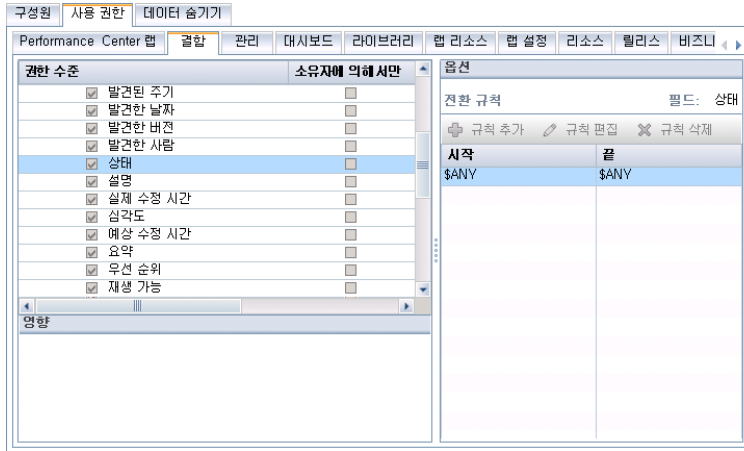 구성원 사용 권한 데이터 숨기기
Performance Center 랩 결함 관리 대시보드 라이브러리 랩 리소스 랩 설정 리소스 릴리스
권한 수준 소유자에 의해서만
발견된 주기
발견한 날짜
발견한 버전
발견한 사람
상태
설명
실제 수정 시간
심각도
예상 수정 시간
요약
우선 순위
재생 가능
영향
옵션
전환 규칙 필드: 상태
규칙 추가 규칙 편집 규칙 삭제
시작 끝
$ANY $ANY